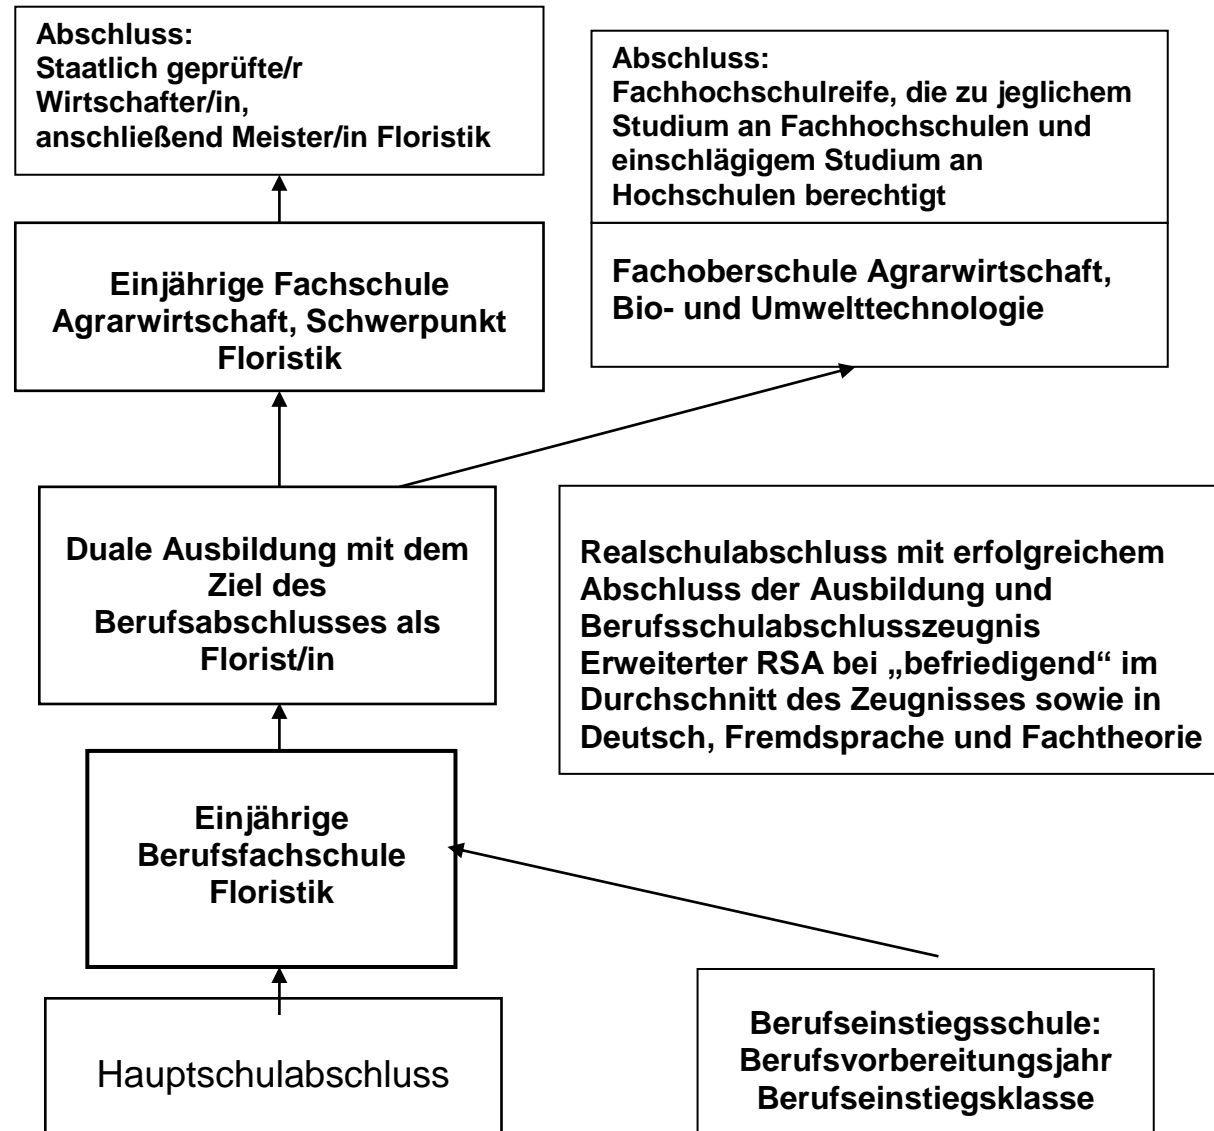 Abschluss:
Staatlich geprüfte/r
Wirtschafter/in,
anschließend Meister/in Floristik
Abschluss:
Fachhochschulreife, die zu jeglichem
Studium an Fachhochschulen und
einschlägigem Studium an
Hochschulen berechtigt
Einjährige Fachschule
Agrarwirtschaft, Schwerpunkt
Floristik
Fachoberschule Agrarwirtschaft,
Bio- und Umwelttechnologie
Duale Ausbildung mit dem
Ziel des
Berufsabschlusses als
Florist/in
Realschulabschluss mit erfolgreichem
Abschluss der Ausbildung und
Berufsschulabschlusszeugnis
Erweiterter RSA bei „befriedigend“ im
Durchschnitt des Zeugnisses sowie in
Deutsch, Fremdsprache und Fachtheorie
Einjährige
Berufsfachschule
Floristik
Hauptschulabschluss
Berufseinstiegsschule:
Berufsvorbereitungsjahr
Berufseinstiegsklasse